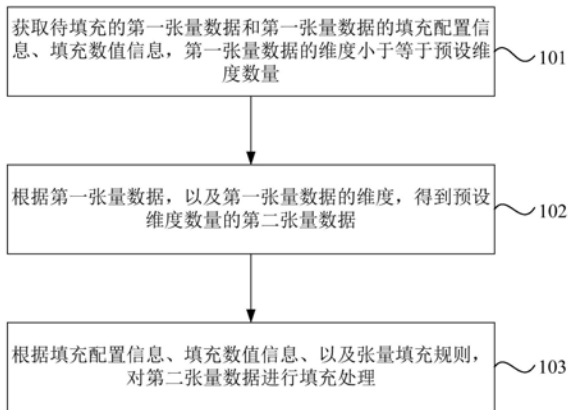 获取待填充的第一张量数据和第一张量数据的填充配置信
息、填充数值信息，第一张量数据的维度小于等于预设维
度数量
101
根据第一张量数据，以及第一张量数据的维度，得到预设
维度数量的第二张量数据
102
根据填充配置信息、填充数值信息、以及张量填充规则，
对第二张量数据进行填充处理
103